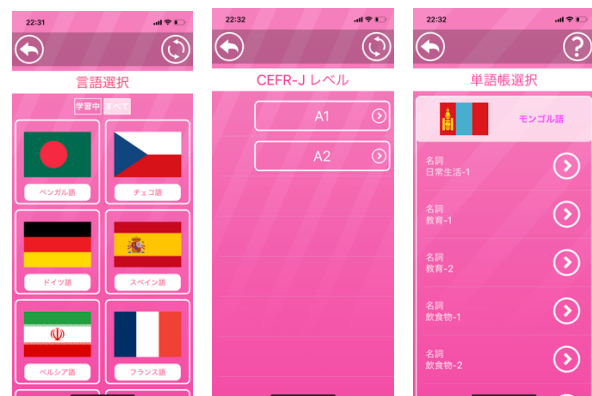 22:31
言語選択
学習中 すべて
ベンガル語
チェコ語
ドイツ語
スペイン語
ペルシア語
フランス語
22:32
CEFR-J レベル
A1
A2
22:32
?
単語帳選択
モンゴル語
名詞
日常生活-1
名詞
教育-1
名詞
教育-2
名詞
飲食物-1
名詞
飲食物-2